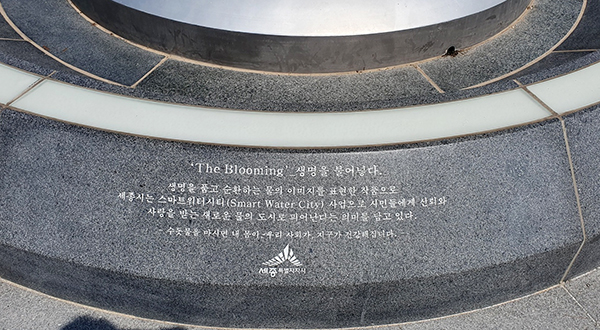 'The Blooming'_생명을 불어넣다.
생명을 품고 순환하는 물의 이미지를 표현한 작품으로
세종시는 스마트워터시티(Smart Water City) 사업으로 시민들에게 신뢰와
사랑을 받는 새로운 물의 도시로 피어난다는 의미를 담고 있다.
수돗물을 마시면 내 몸이, 우리 사회가, 지구가 건강해집니다.
세종특별자치시